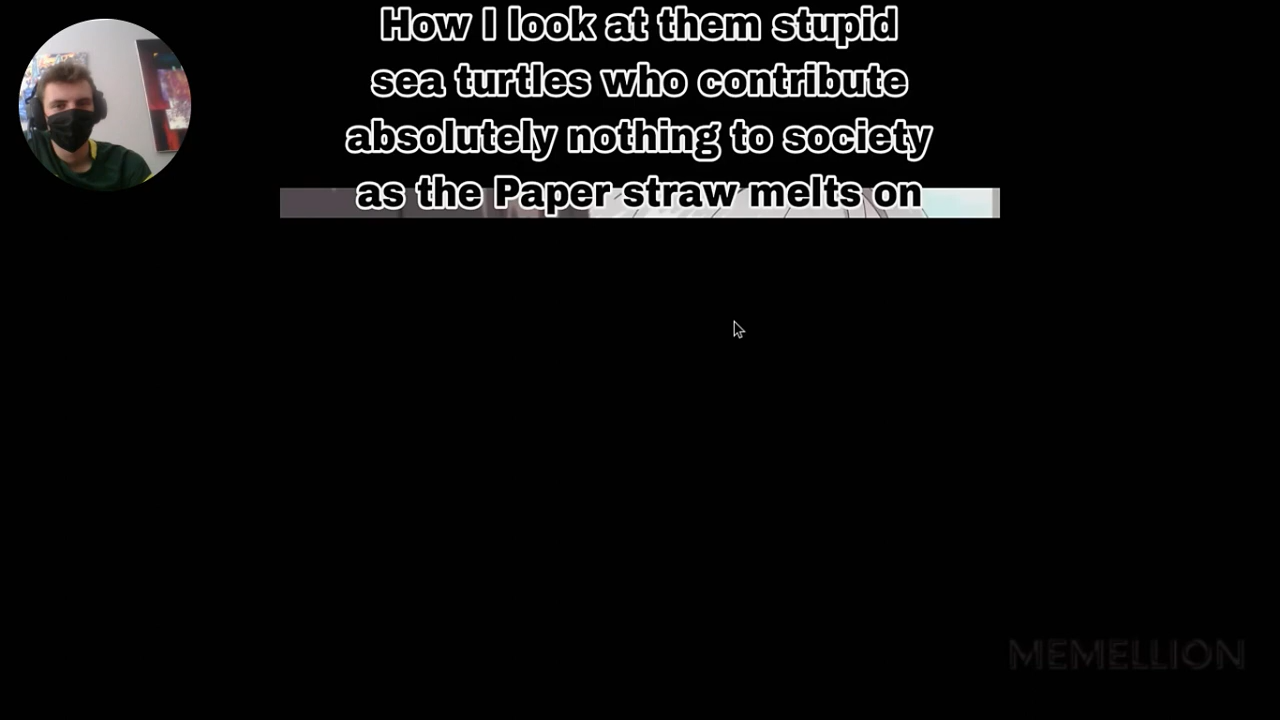 How I look at them stupid
sea turtles who contribute
absolutely nothing to society
as the Paper straw melts on
MEMELLION